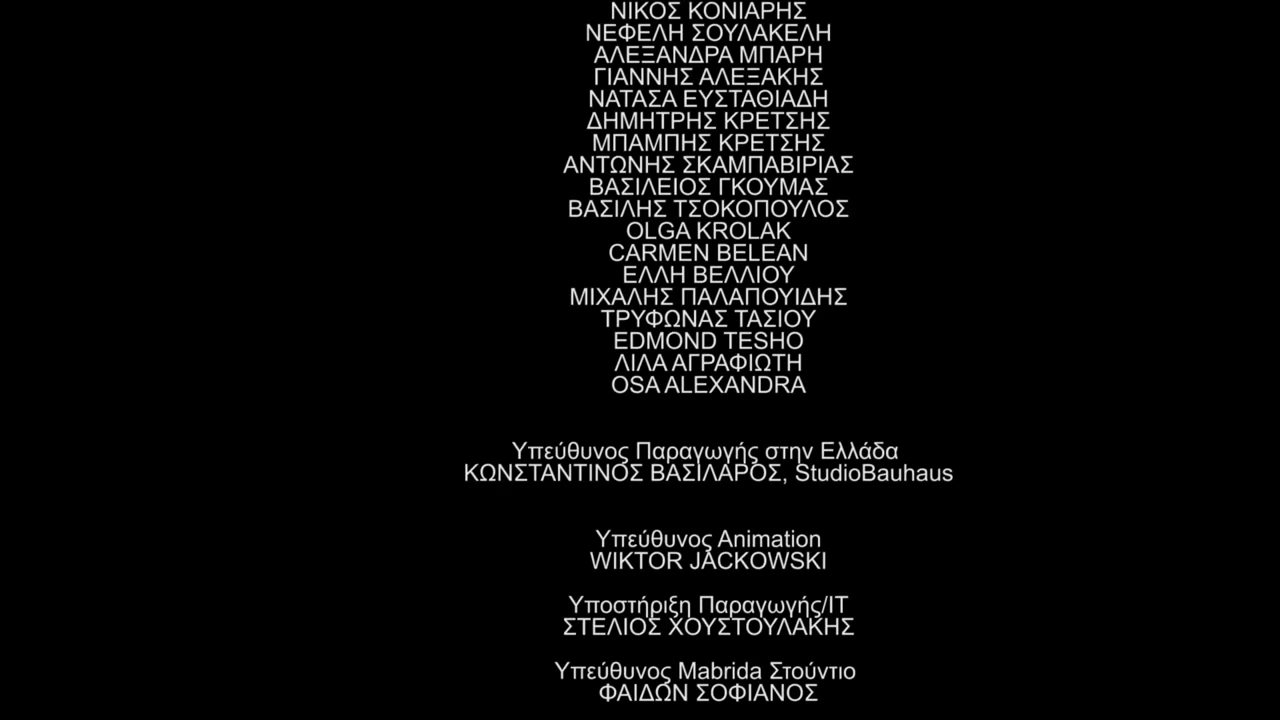 ΝΙΚΟΣ ΚΟΝΙΑΡΗΣ
ΝΕΦΕΛΗ ΣΟΥΛΑΚΕΛΗ
ΑΛΕΞΑΝΔΡΑ ΜΠΑΡΗ
ΓΙΑΝΝΗΣ ΑΛΕΞΑΚΗΣ
ΝΑΤΑΣΑ ΕΥΣΤΑΘΙΑΔΗ
ΔΗΜΗΤΡΗΣ ΚΡΕΤΣΗΣ
ΜΠΑΜΠΗΣ ΚΡΕΤΣΗΣ
ΑΝΤΩΝΗΣ ΣΚΑΜΠΑΒΙΡΙΑΣ
ΒΑΣΙΛΕΙΟΣ ΓΚΟΥΜΑΣ
ΒΑΣΙΛΗΣ ΤΣΟΚΟΠΟΥΛΟΣ
OLGA KROLAK
CARMEN BELEAN
ΕΛΛΗ ΒΕΛΛΙΟΥ
ΜΙΧΑΛΗΣ ΠΑΛΑΠΟΥΙΔΗΣ
ΤΡΥΦΩΝΑΣ ΤΑΣΙΟΥ
EDMOND TESHO
ΛΙΛΑ ΑΓΡΑΦΙΩΤΗ
OSA ALEXANDRA
Υπεύθυνος Παραγωγής στην Ελλάδα
ΚΩΝΣΤΑΝΤΙΝΟΣ ΒΑΣΙΛΑΡΟΣ, StudioBauhaus
Υπεύθυνος Animation
WIKTOR JACKOWSKI
Υποστήριξη Παραγωγής/IT
ΣΤΕΛΙΟΣ ΧΟΥΣΤΟΥΛΑΚΗΣ
Υπεύθυνος Mabrida Στούντιο
ΦΑΙΔΩΝ ΣΟΦΙΑΝΟΣ